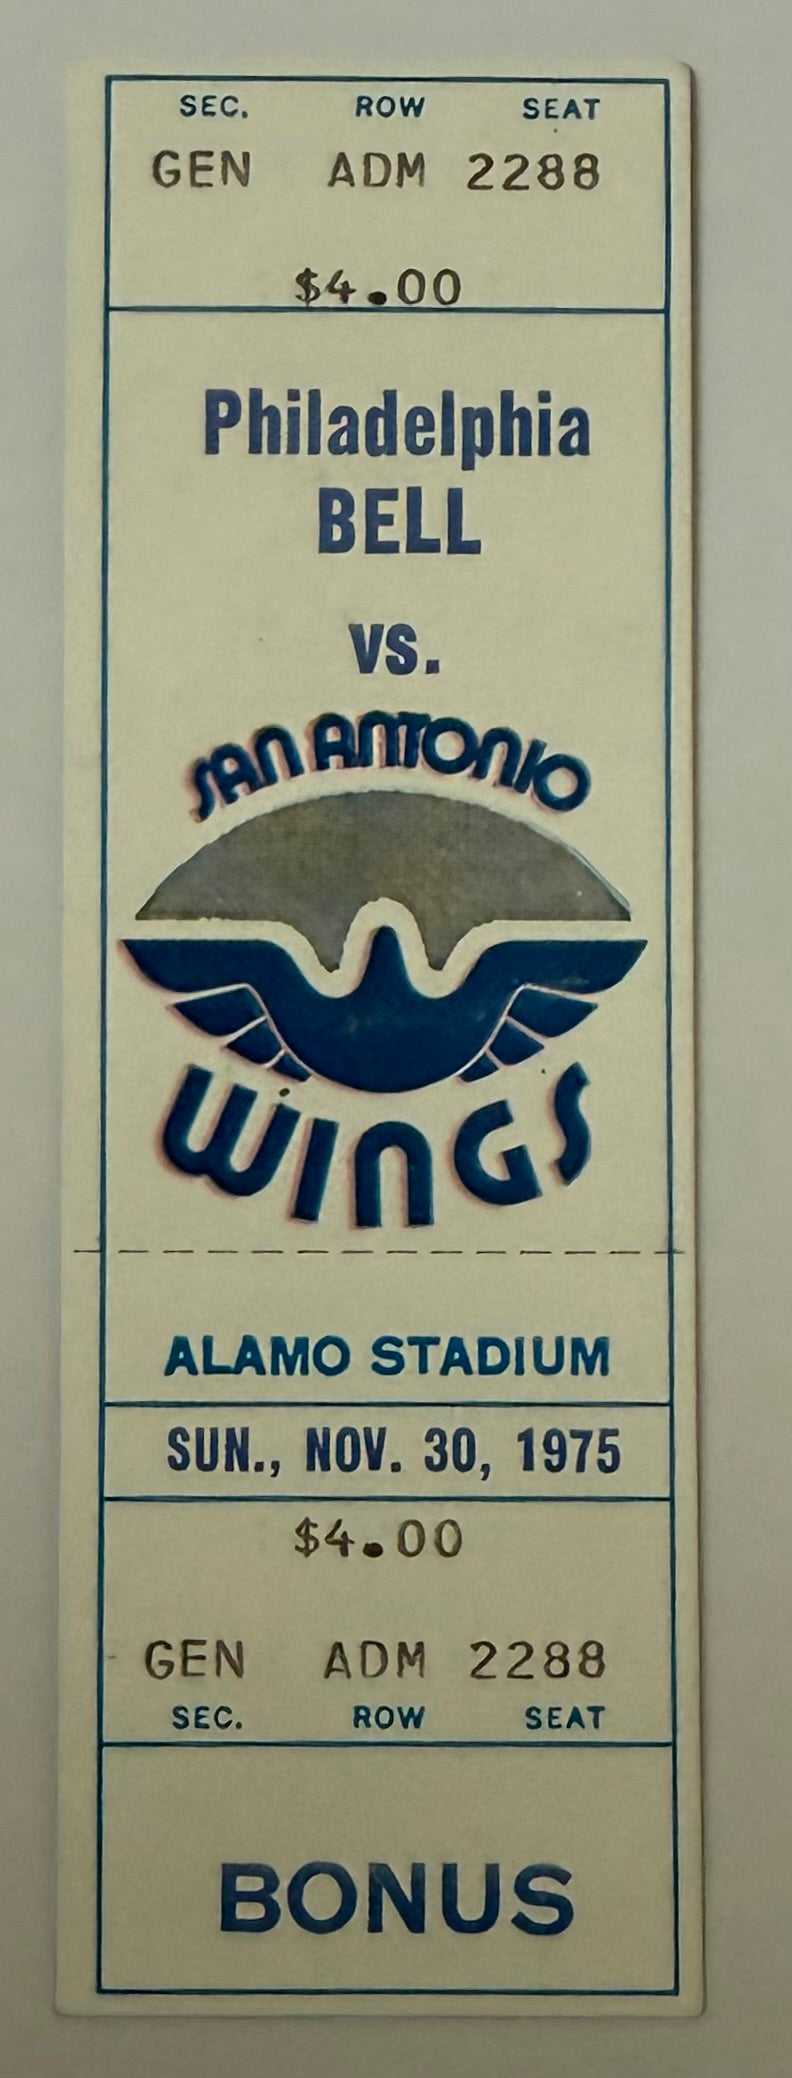 SEC. ROW SEAT
GEN ADM 2288
$4.00
Philadelphia
BELL
vs.
SAN ANTONIO
WINGS
ALAMO STADIUM
SUN., NOV. 30, 1975
$4.00
GEN ADM 2288
SEC. ROW SEAT
BONUS